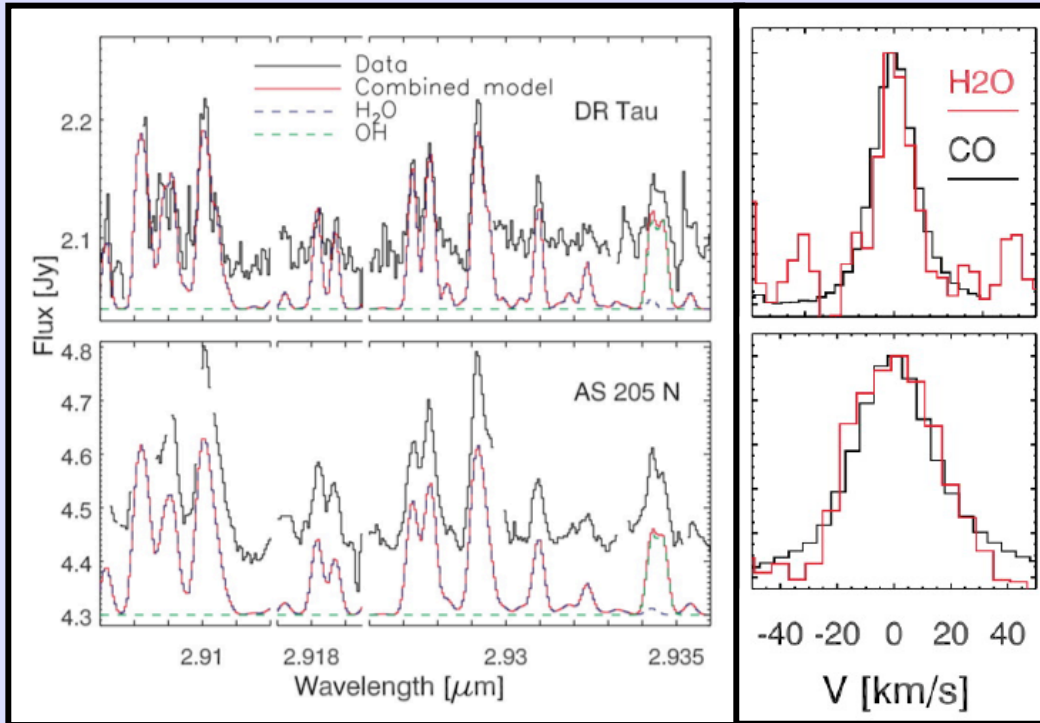 Data
Combined model
H₂O
OH
DR Tau
2.2
2.1
Flux [Jy]
AS 205 N
4.8
4.7
4.6
4.5
4.4
4.3
2.91
2.918
2.93
2.935
Wavelength [μm]
H2O
CO
-40
-20
0
20
40
V [km/s]